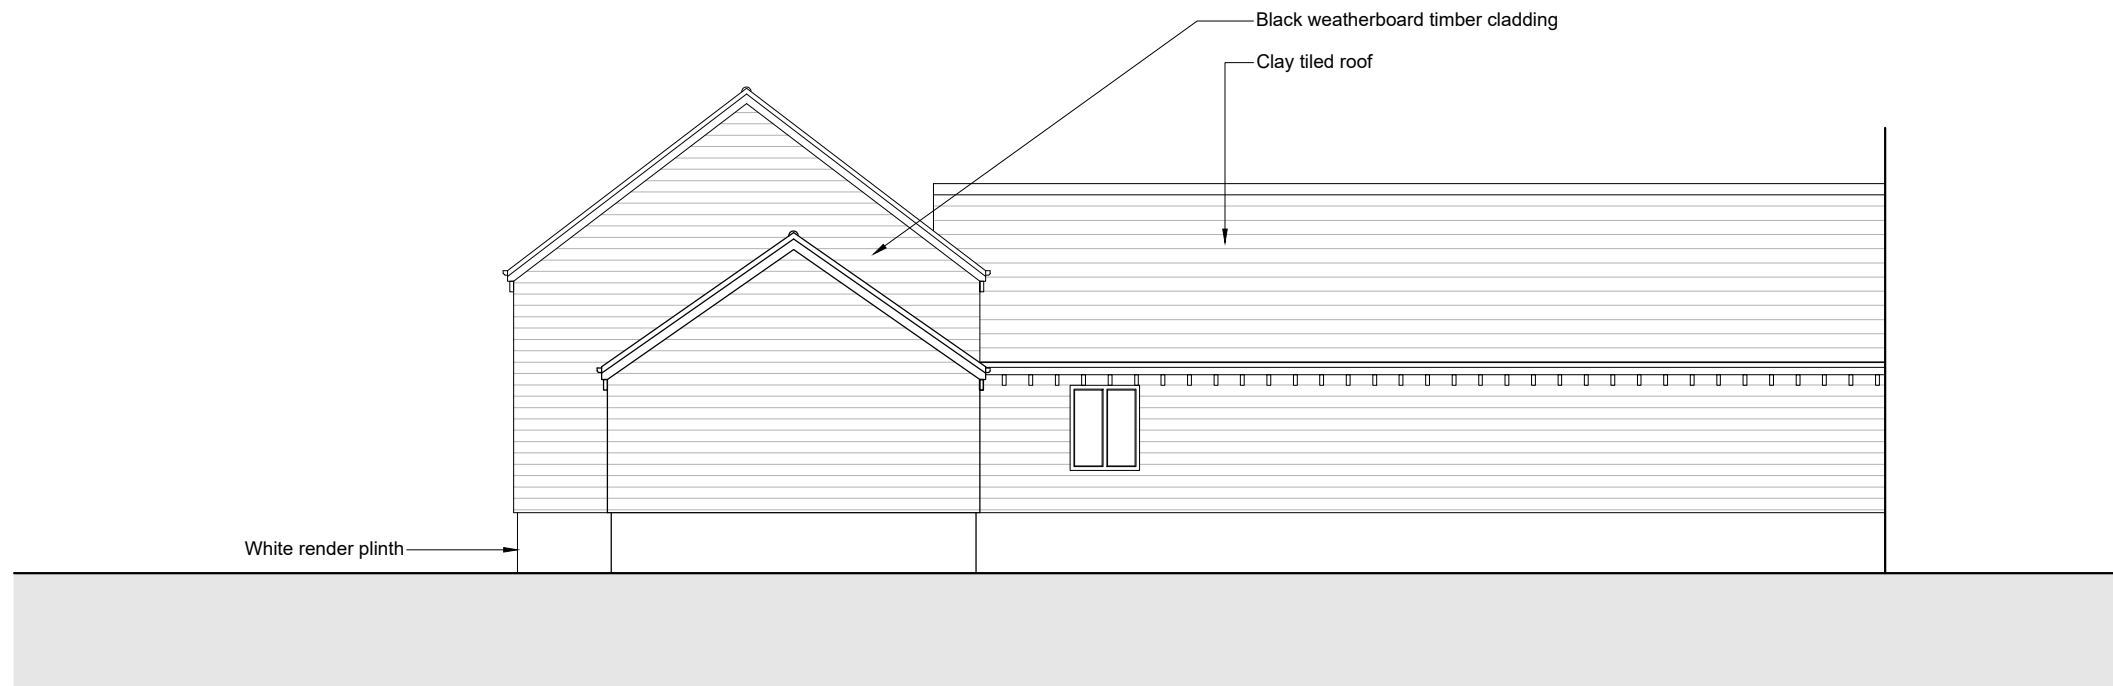 Black weatherboard timber cladding
Clay tiled roof
White render plinth